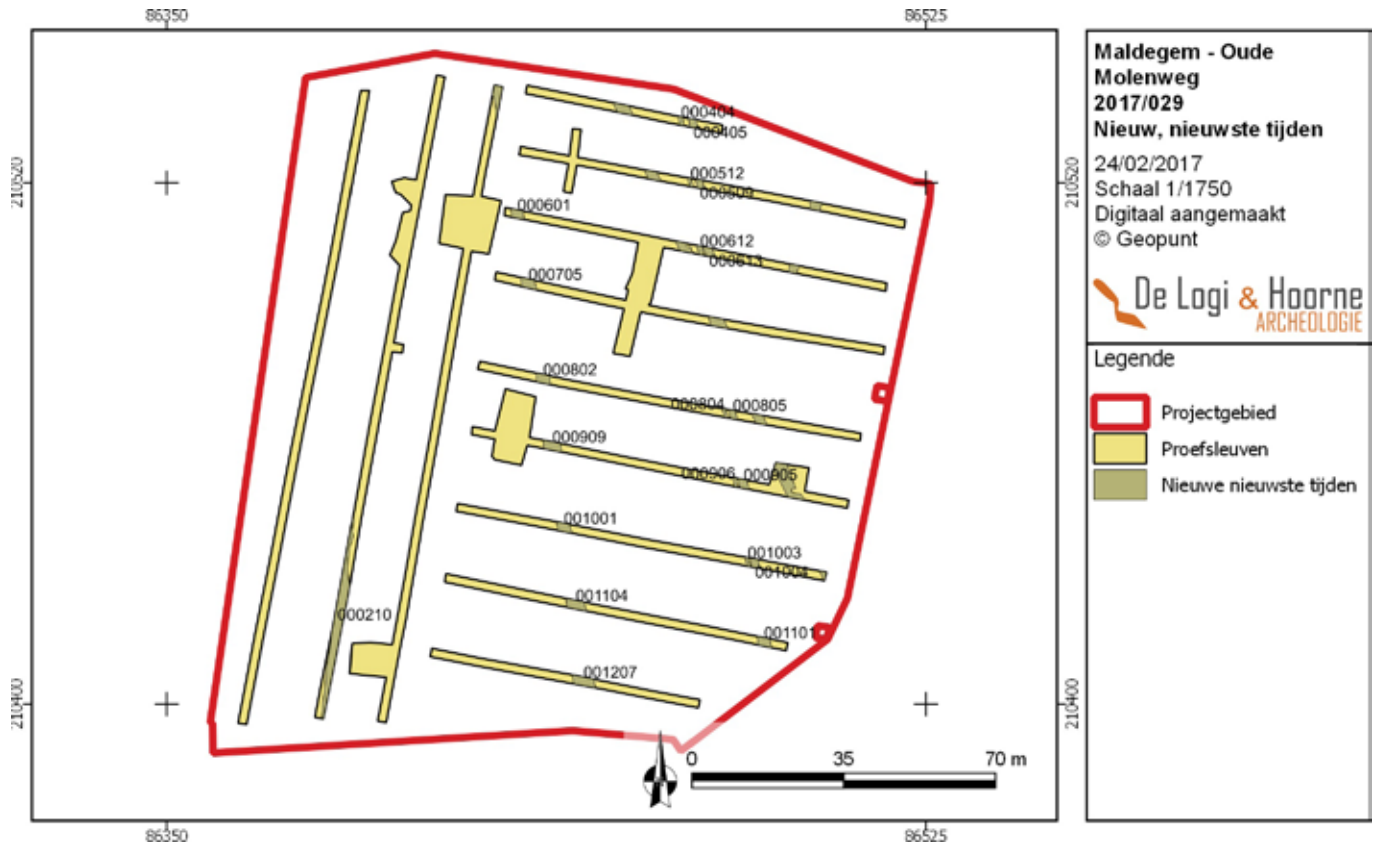 86350
86525
210520
210520
210400
210400
86350
86525
000404
000405
000512
000509
000601
000612
000613
000705
000802
000804 000805
000909
000906 000905
001001
001003
001004
001104
001101
000210
001207
0 35 70 m
Maldegem - Oude
Molenweg
2017/029
Nieuw, nieuwste tijden
24/02/2017
Schaal 1/1750
Digitaal aangemaakt
© Geopunt
De Logi & Hoorne
ARCHEOLOGIE
Legende
Projectgebied
Proefsleuven
Nieuwe nieuwste tijden